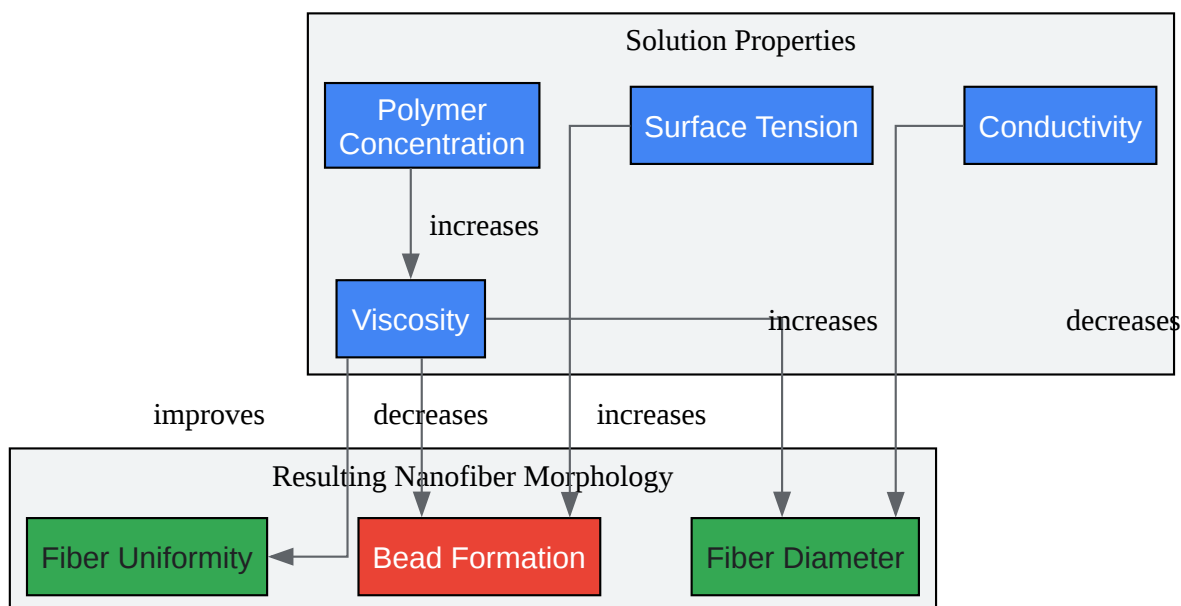 Solution Properties
Polymer
Concentration
Surface Tension
Conductivity
increases
Viscosity
increases
decreases
improves
decreases
increases
Resulting Nanofiber Morphology
Fiber Uniformity
Bead Formation
Fiber Diameter